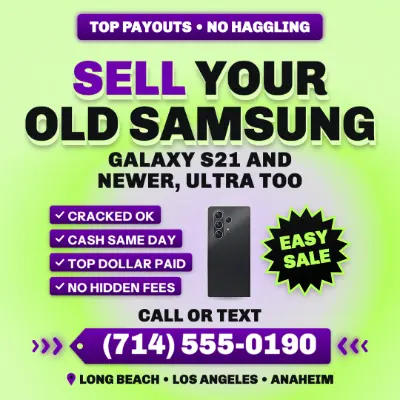 TOP PAYOUTS • NO HAGGLING
SELL YOUR
OLD SAMSUNG
GALAXY S21 AND
NEWER, ULTRA TOO
✓ CRACKED OK
✓ CASH SAME DAY
✓ TOP DOLLAR PAID
✓ NO HIDDEN FEES
EASY
SALE
CALL OR TEXT
(714) 555-0190
LONG BEACH • LOS ANGELES • ANAHEIM